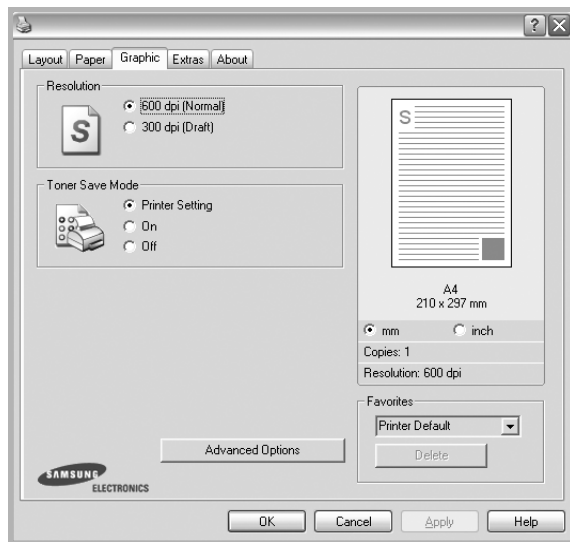 ?
Layout Paper Graphic Extras About
Resolution
600 dpi (Normal)
300 dpi (Draft)
S
Toner Save Mode
Printer Setting
On
Off
S
A4
210 x 297 mm
mm inch
Copies: 1
Resolution: 600 dpi
Favorites
Printer Default
Delete
Advanced Options
SAMSUNG
ELECTRONICS
OK Cancel Apply Help